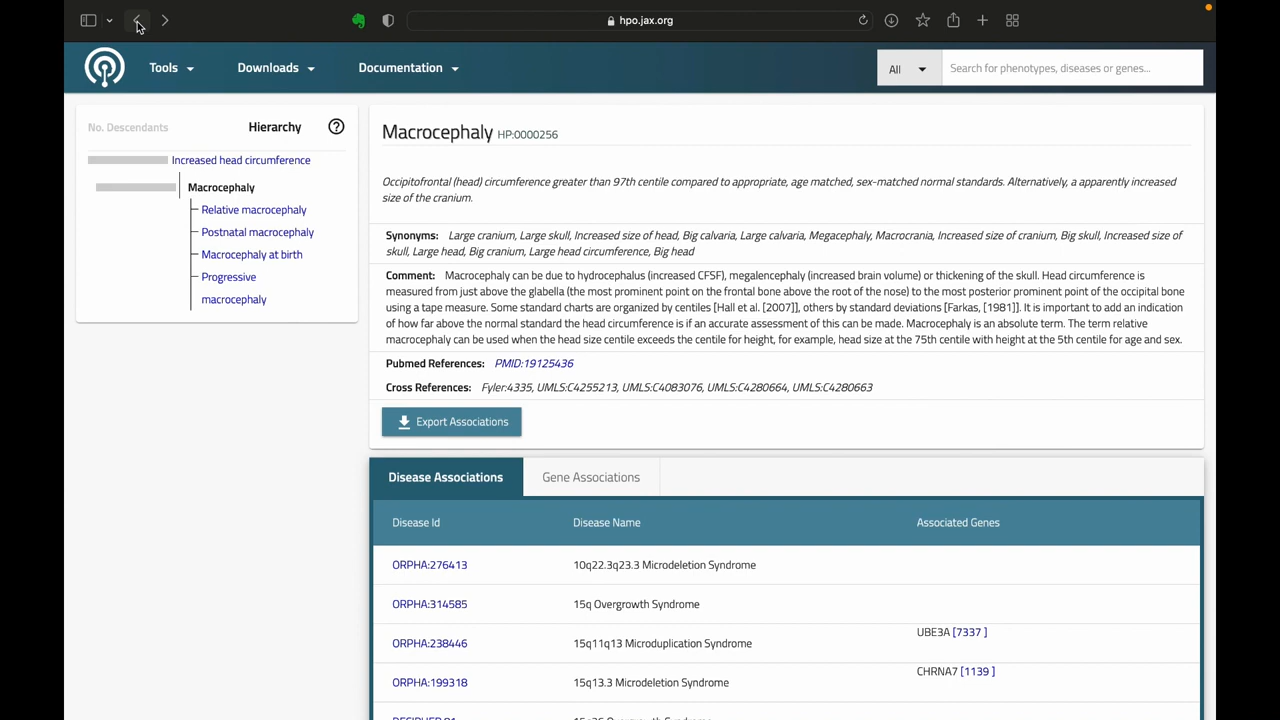 hpo.jax.org
Tools
Downloads
Documentation
All
Search for phenotypes, diseases or genes...
No. Descendants
Hierarchy
Increased head circumference
Macrocephaly
Relative macrocephaly
Postnatal macrocephaly
Macrocephaly at birth
Progressive
macrocephaly
Macrocephaly HP:0000256
Occipitofrontal (head) circumference greater than 97th centile compared to appropriate, age matched, sex-matched normal standards. Alternatively, a apparently increased
size of the cranium.
Synonyms: Large cranium, Large skull, Increased size of head, Big calvaria, Large calvaria, Megacephaly, Macrocrania, Increased size of cranium, Big skull, Increased size of
skull, Large head, Big cranium, Large head circumference, Big head
Comment: Macrocephaly can be due to hydrocephalus (increased CFSF), megalencephaly (increased brain volume) or thickening of the skull. Head circumference is
measured from just above the glabella (the most prominent point on the frontal bone above the root of the nose) to the most posterior prominent point of the occipital bone
using a tape measure. Some standard charts are organized by centiles [Hall et al. [2007]], others by standard deviations [Farkas, [1981]]. It is important to add an indication
of how far above the normal standard the head circumference is if an accurate assessment of this can be made. Macrocephaly is an absolute term. The term relative
macrocephaly can be used when the head size centile exceeds the centile for height, for example, head size at the 75th centile with height at the 5th centile for age and sex.
Pubmed References: PMID:19125436
Cross References: Fyler:4335, UMLS:C4255213, UMLS:C4083076, UMLS:C4280664, UMLS:C4280663
Export Associations
Disease Associations
Gene Associations
Disease Id
Disease Name
Associated Genes
ORPHA:276413
10q22.3q23.3 Microdeletion Syndrome
ORPHA:314585
15q Overgrowth Syndrome
ORPHA:238446
15q11q13 Microduplication Syndrome
UBE3A [7337 ]
ORPHA:199318
15q13.3 Microdeletion Syndrome
CHRNA7 [1139 ]